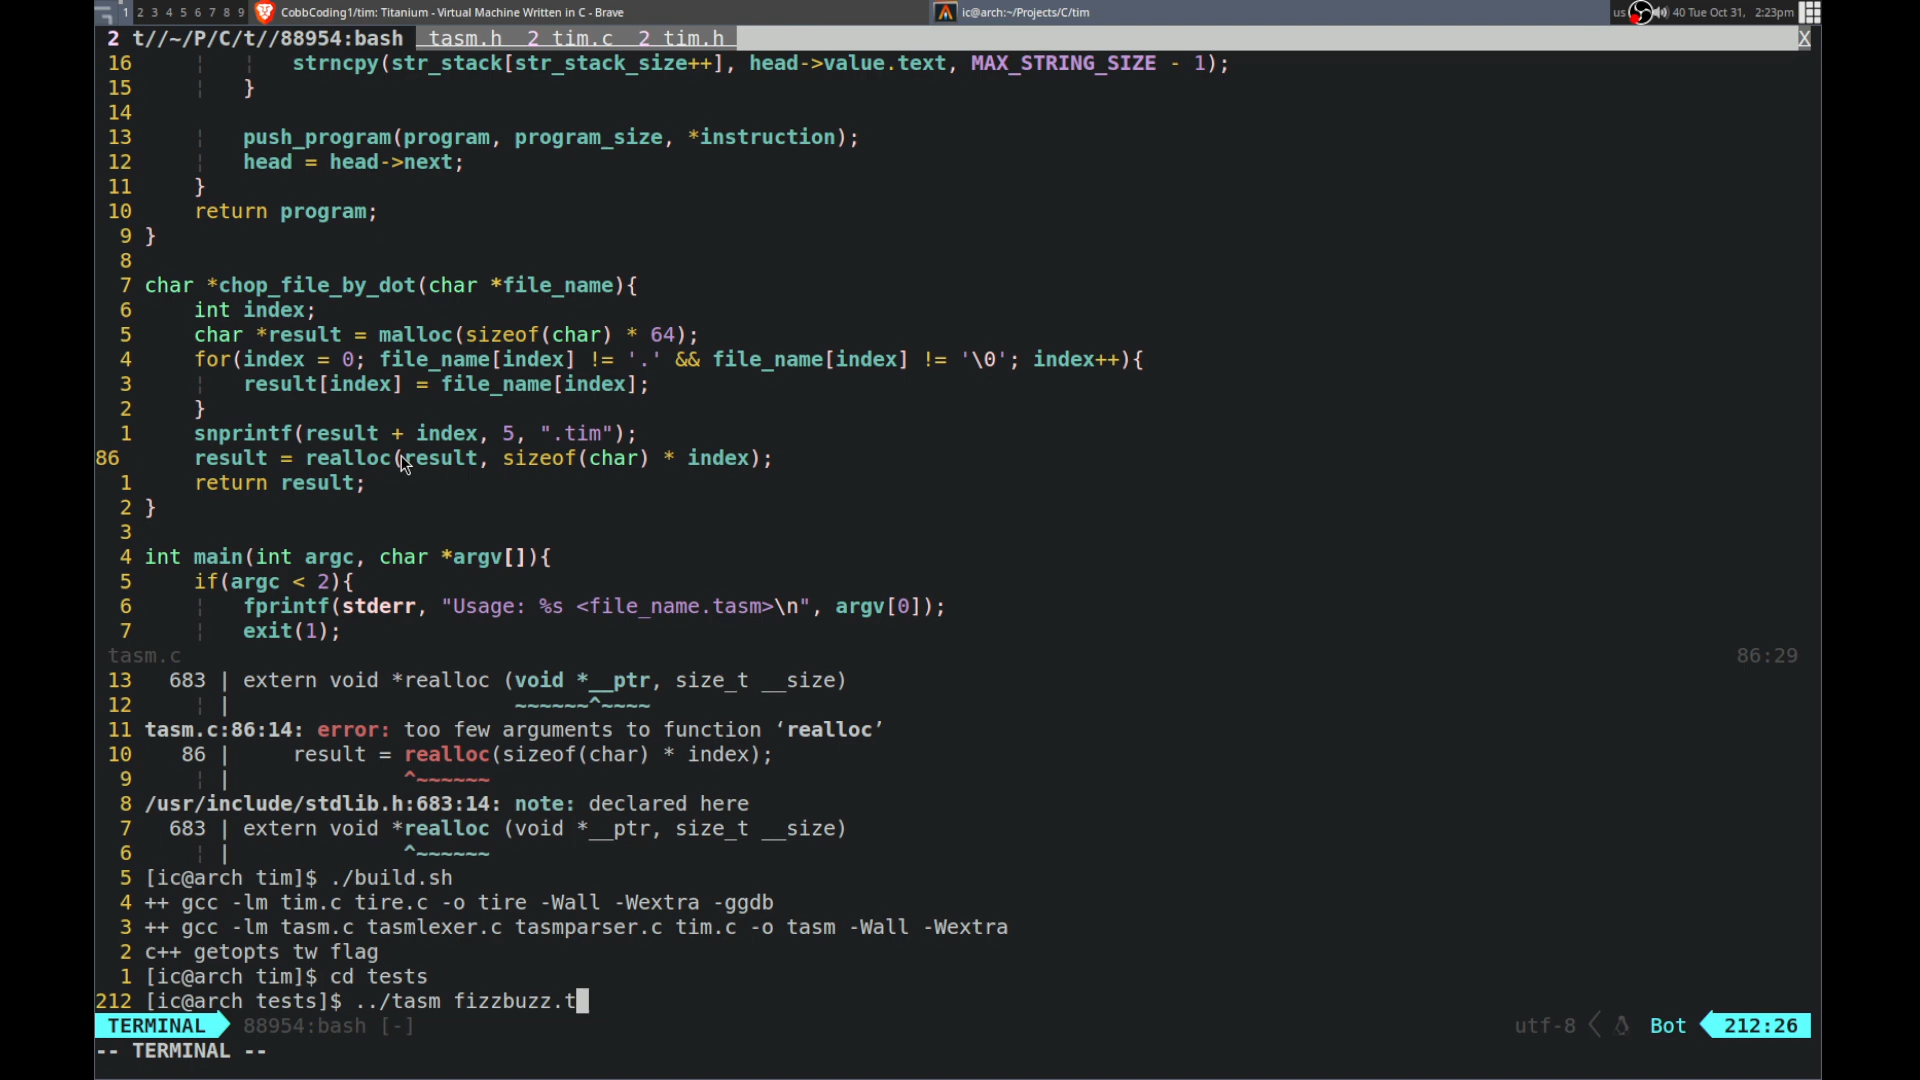 1 2 3 4 5 6 7 8 9 CobbCoding1/tim: Titanium - Virtual Machine Written in C - Brave ic@arch:~/Projects/C/tim us 40 Tue Oct 31, 2:23pm
2 t//~/P/C/t//88954:bash tasm.h 2 tim.c 2 tim.h X
16 ¦ ¦ strncpy(str_stack[str_stack_size++], head->value.text, MAX_STRING_SIZE - 1);
15 ¦ }
14
13 ¦ push_program(program, program_size, *instruction);
12 ¦ head = head->next;
11 }
10 return program;
9 }
8
7 char *chop_file_by_dot(char *file_name){
6 int index;
5 char *result = malloc(sizeof(char) * 64);
4 for(index = 0; file_name[index] != '.' && file_name[index] != '\0'; index++){
3 ¦ result[index] = file_name[index];
2 }
1 snprintf(result + index, 5, ".tim");
86 result = realloc(result, sizeof(char) * index);
1 return result;
2 }
3
4 int main(int argc, char *argv[]){
5 if(argc < 2){
6 ¦ fprintf(stderr, "Usage: %s <file_name.tasm>\n", argv[0]);
7 ¦ exit(1);
tasm.c 86:29
13 683 | extern void *realloc (void *__ptr, size_t __size)
12 ¦ | ~~~~~~^~~~~
11 tasm.c:86:14: error: too few arguments to function ‘realloc’
10 86 | result = realloc(sizeof(char) * index);
9 ¦ | ^~~~~~~
8 /usr/include/stdlib.h:683:14: note: declared here
7 683 | extern void *realloc (void *__ptr, size_t __size)
6 ¦ | ^~~~~~~
5 [ic@arch tim]$ ./build.sh
4 ++ gcc -lm tim.c tire.c -o tire -Wall -Wextra -ggdb
3 ++ gcc -lm tasm.c tasmlexer.c tasmparser.c tim.c -o tasm -Wall -Wextra
2 c++ getopts tw flag
1 [ic@arch tim]$ cd tests
212 [ic@arch tests]$ ../tasm fizzbuzz.t
TERMINAL 88954:bash [-] utf-8 Bot 212:26
-- TERMINAL --